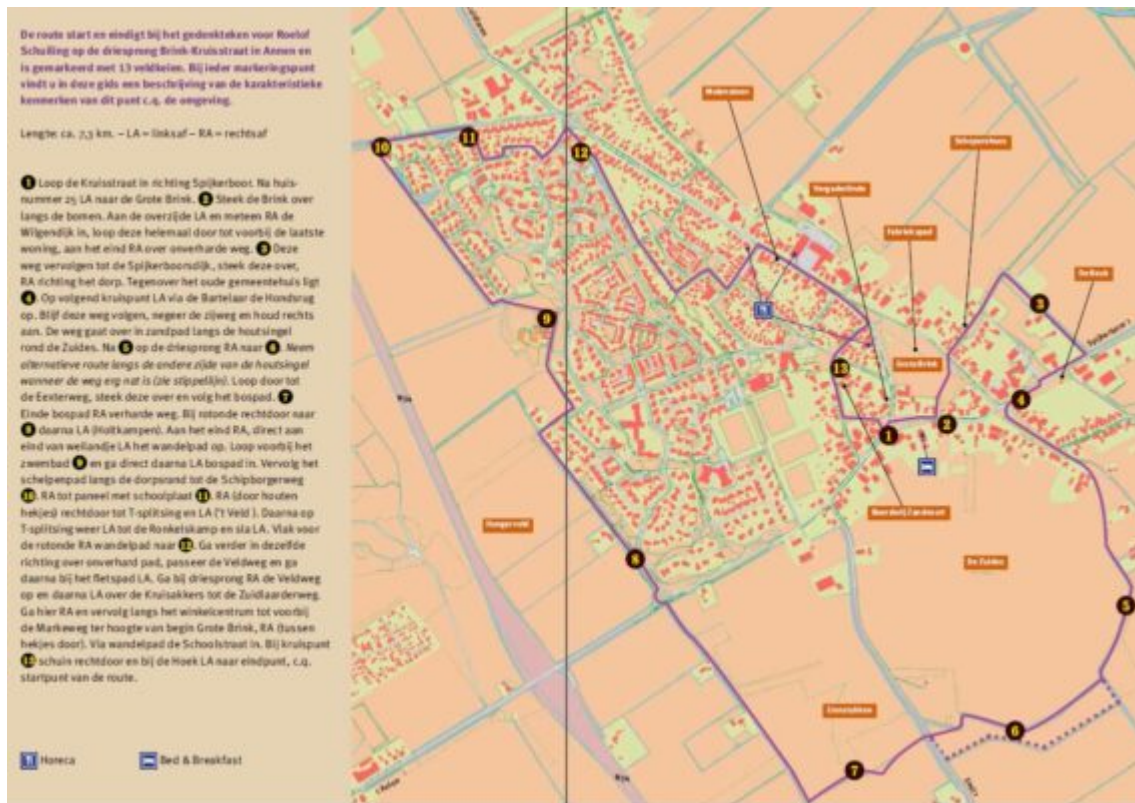 De route start en eindigt bij het gedenkteken voor Roelof
Schuiling op de driesprong Brink-Kruisstraat in Annen en
is gemarkeerd met 13 veldkeien. Bij ieder markeringspunt
vindt u in deze gids een beschrijving van de karakteristieke
kenmerken van dit punt c.q. de omgeving.
Lengte: ca. 7,3 km. – LA = linksaf – RA = rechtsaf
1 Loop de Kruisstraat in richting Spijkerboor. Na huis-
nummer 25 LA naar de Grote Brink. 2 Steek de Brink over
langs de bomen. Aan de overzijde LA en meteen RA de
Wilgendijk in, loop deze helemaal door tot voorbij de laatste
woning, aan het eind RA over onverharde weg. 3 Deze
weg vervolgen tot de Spijkerboorsdijk, steek deze over,
RA richting het dorp. Tegenover het oude gemeentehuis ligt
4. Op volgend kruispunt LA via de Bartelaar de Hondsrug
op. Blijf deze weg volgen, negeer de zijweg en houd rechts
aan. De weg gaat over in zandpad langs de houtsingel
rond de Zuides. Na 5 op de driesprong RA naar 6. Neem
alternatieve route langs de andere zijde van de houtsingel
wanneer de weg erg nat is (zie stippellijn). Loop door tot
de Eexterweg, steek deze over en volg het bospad. 7
Einde bospad RA verharde weg. Bij rotonde rechtdoor naar
8 daarna LA (Holtkampen). Aan het eind RA, direct aan
eind van weilandje LA het wandelpad op. Loop voorbij het
zwembad 9 en ga direct daarna LA bospad in. Vervolg het
schelpenpad langs de dorpsrand tot de Schipborgerweg
10. RA tot paneel met schoolplaat 11. RA (door houten
hekjes) rechtdoor tot T-splitsing en LA ('t Veld ). Daarna op
T-splitsing weer LA tot de Ronkelskamp en sla LA. Vlak voor
de rotonde RA wandelpad naar 12. Ga verder in dezelfde
richting over onverhard pad, passeer de Veldweg en ga
daarna bij het fietspad LA. Ga bij driesprong RA de Veldweg
op en daarna LA over de Kruisakkers tot de Zuidlaarderweg.
Ga hier RA en vervolg langs het winkelcentrum tot voorbij
de Markeweg ter hoogte van begin Grote Brink, RA (tussen
hekjes door). Via wandelpad de Schoolstraat in. Bij kruispunt
13 schuin rechtdoor en bij de Hoek LA naar eindpunt, c.q.
startpunt van de route.
Horeca
Bed & Breakfast
10
11
12
Molensteen
Fabriekspad
3
9
Grote Brink
13
4
1
2
N34
8
De Zuides
5
6
7
N34